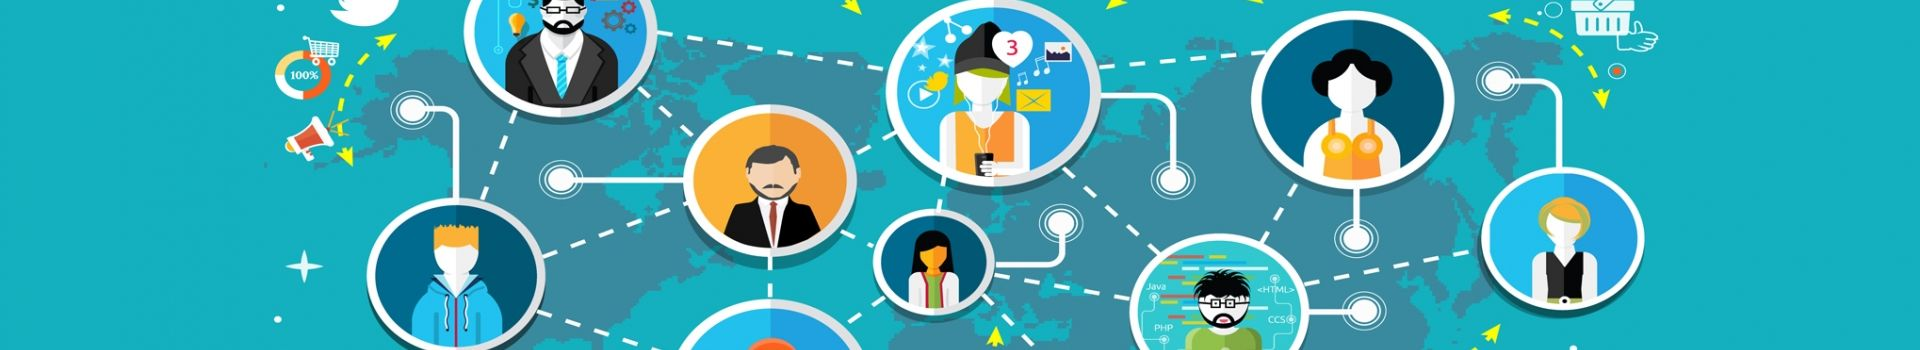 3
100%
Java
<HTML>
PHP
CCS